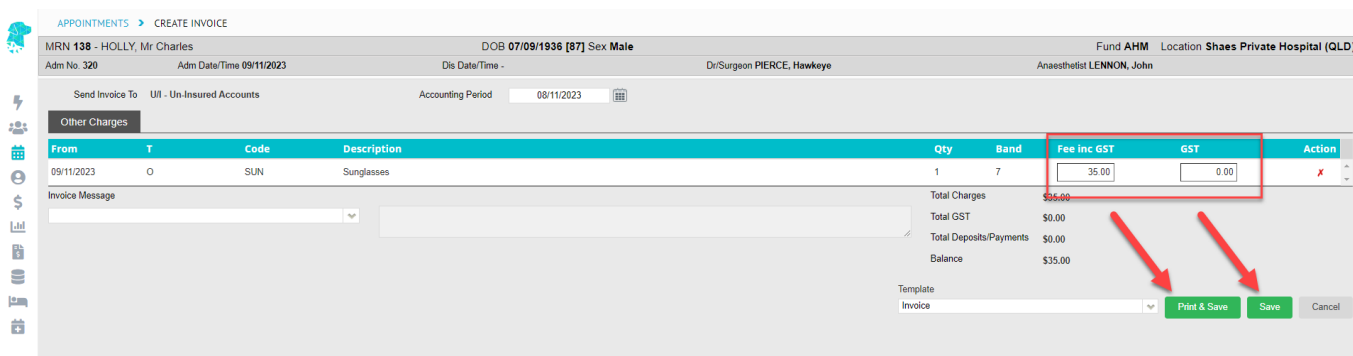 APPOINTMENTS > CREATE INVOICE
MRN 138 - HOLLY, Mr Charles DOB 07/09/1936 [87] Sex Male Fund AHM Location Shaes Private Hospital (QLD)
Adm No. 320 Adm Date/Time 09/11/2023 Dis Date/Time - Dr/Surgeon PIERCE, Hawkeye Anaesthetist LENNON, John
Send Invoice To U/I - Un-Insured Accounts Accounting Period 08/11/2023
Other Charges
From T Code Description Qty Band Fee inc GST GST Action
09/11/2023 O SUN Sunglasses 1 7 35.00 0.00 x
Invoice Message Total Charges $35.00
Total GST $0.00
Total Deposits/Payments $0.00
Balance $35.00
Template
Invoice Print & Save Save Cancel